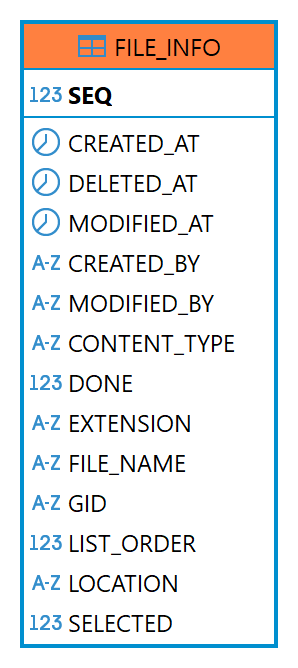 FILE_INFO
123 SEQ
CREATED_AT
DELETED_AT
MODIFIED_AT
A-Z CREATED_BY
A-Z MODIFIED_BY
A-Z CONTENT_TYPE
123 DONE
A-Z EXTENSION
A-Z FILE_NAME
A-Z GID
123 LIST_ORDER
A-Z LOCATION
123 SELECTED